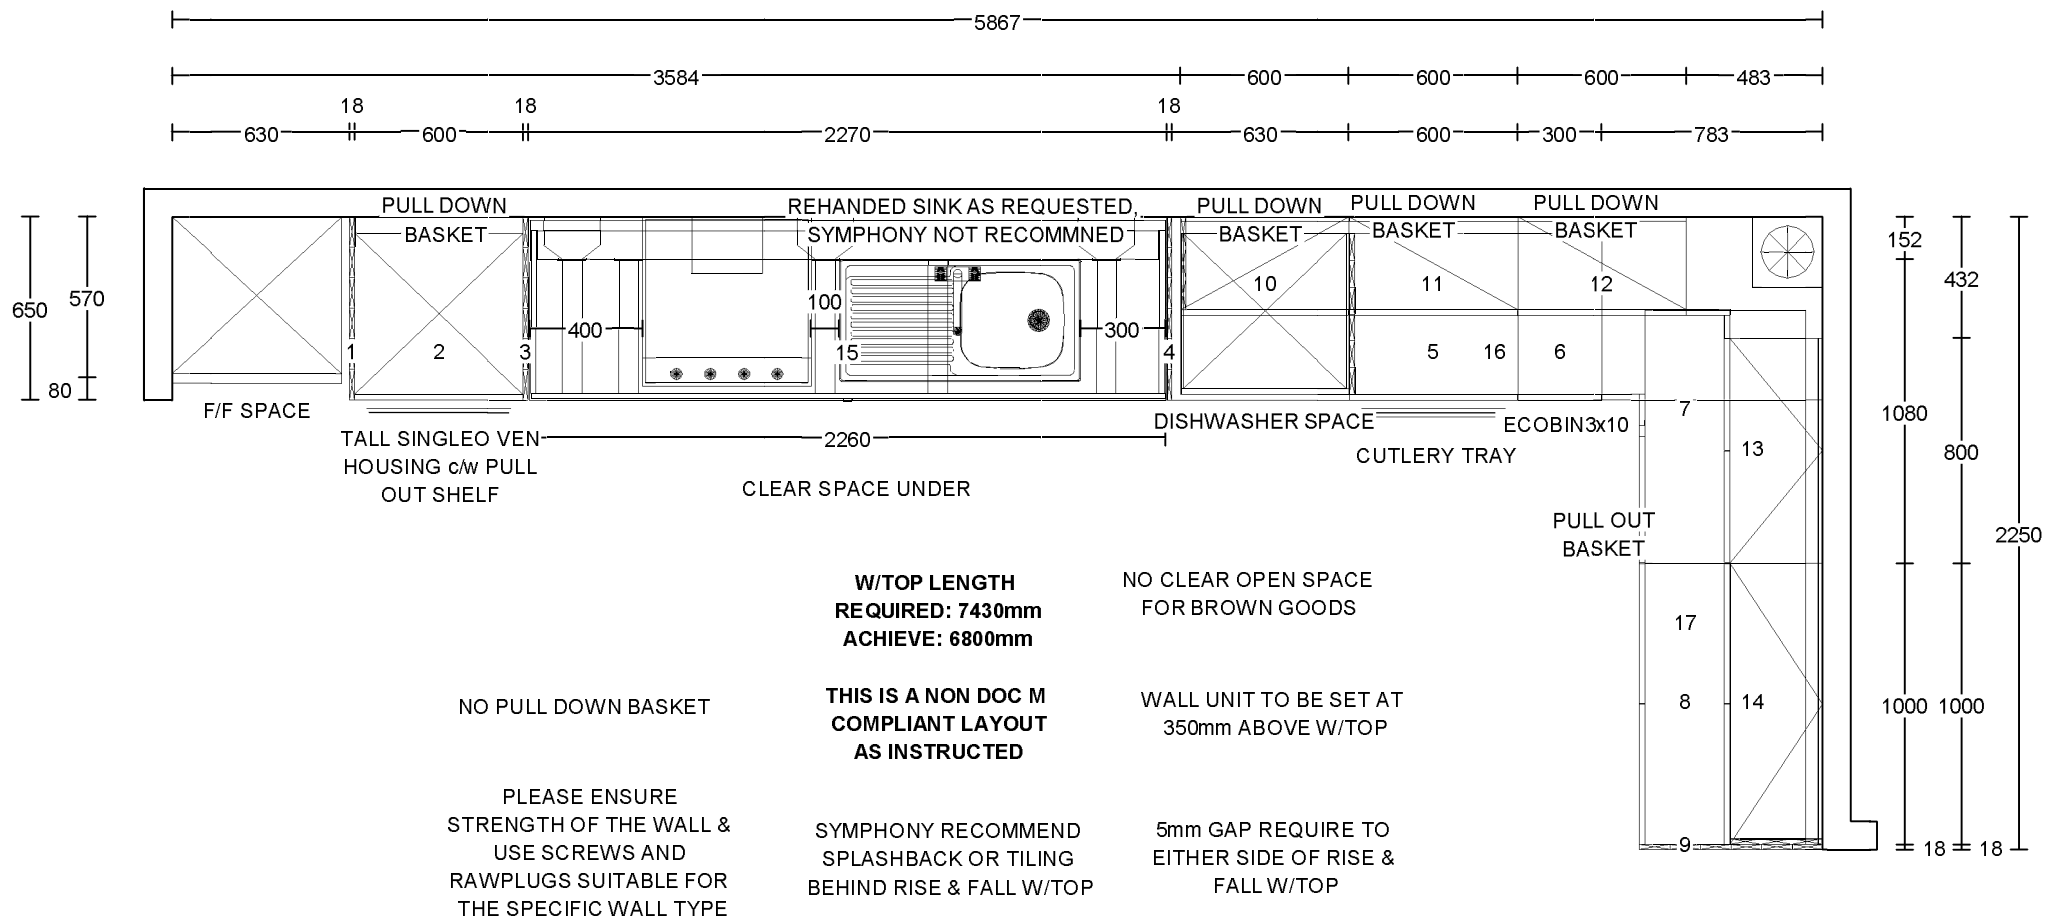 5867
3584 600 600 600 483
18 18 18
630 600 2270 630 600 300 783
PULL DOWN
BASKET
REHANDED SINK AS REQUESTED,
SYMPHONY NOT RECOMMNED
PULL DOWN
BASKET
PULL DOWN
BASKET
PULL DOWN
BASKET
650
570
80
152
432
1080
800
2250
1000
1000
18
18
10
11
12
400
100
300
1
2
3
15
4
5
16
6
7
13
17
8
14
9
F/F SPACE
TALL SINGLEO VEN
HOUSING c/w PULL
OUT SHELF
2260
CLEAR SPACE UNDER
DISHWASHER SPACE
CUTLERY TRAY
ECOBIN3x10
PULL OUT
BASKET
W/TOP LENGTH
REQUIRED: 7430mm
ACHIEVE: 6800mm
NO CLEAR OPEN SPACE
FOR BROWN GOODS
NO PULL DOWN BASKET
THIS IS A NON DOC M
COMPLIANT LAYOUT
AS INSTRUCTED
WALL UNIT TO BE SET AT
350mm ABOVE W/TOP
PLEASE ENSURE
STRENGTH OF THE WALL &
USE SCREWS AND
RAWPLUGS SUITABLE FOR
THE SPECIFIC WALL TYPE
SYMPHONY RECOMMEND
SPLASHBACK OR TILING
BEHIND RISE & FALL W/TOP
5mm GAP REQUIRE TO
EITHER SIDE OF RISE &
FALL W/TOP